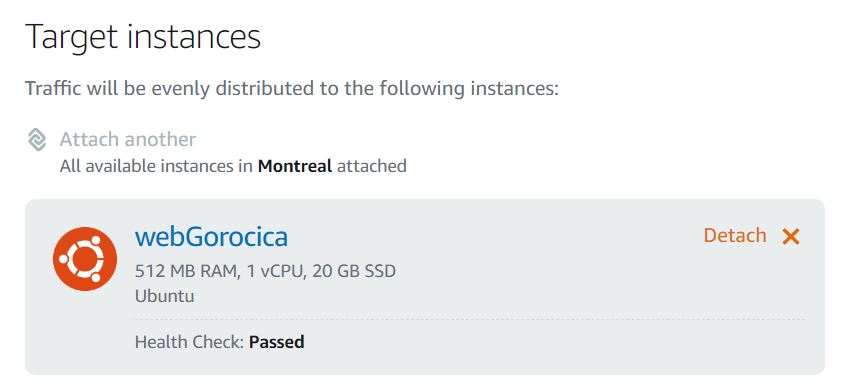 Target instances
Traffic will be evenly distributed to the following instances:
Attach another
All available instances in Montreal attached
webGorocica
Detach
512 MB RAM, 1 vCPU, 20 GB SSD
Ubuntu
Health Check: Passed